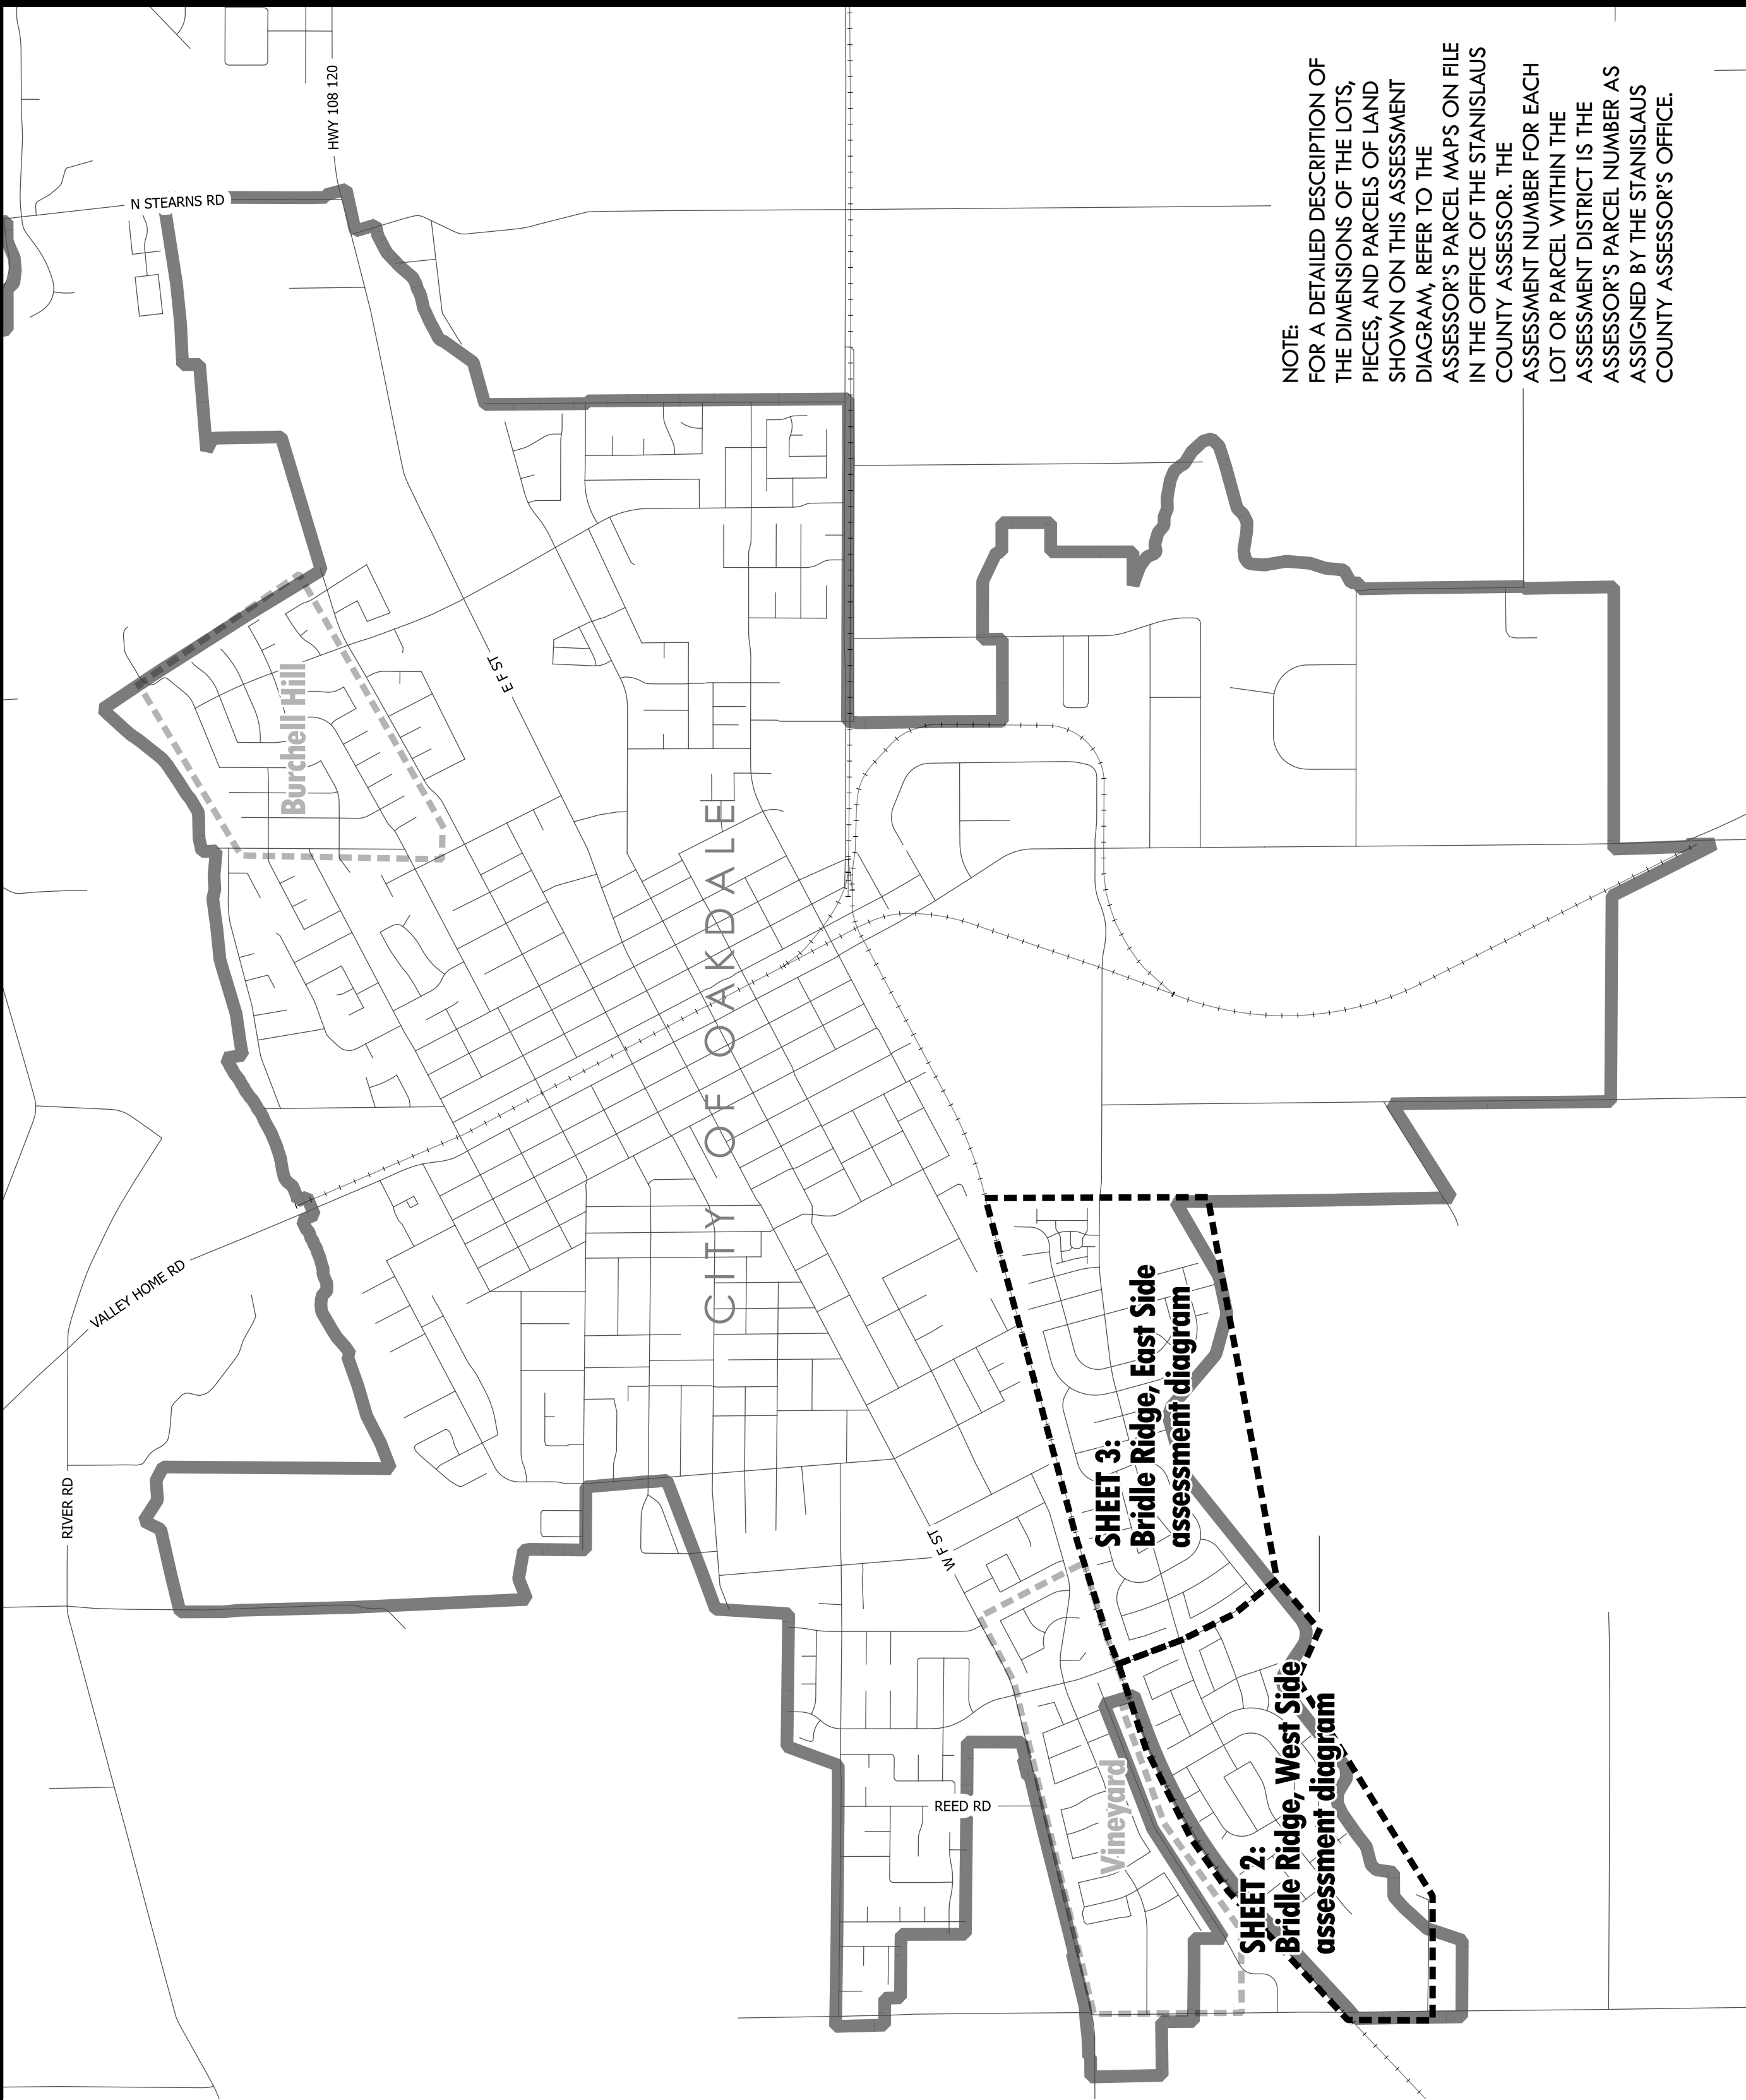 HWY 108 120
N STEARNS RD
NOTE:
FOR A DETAILED DESCRIPTION OF
THE DIMENSIONS OF THE LOTS,
PIECES, AND PARCELS OF LAND
SHOWN ON THIS ASSESSMENT
DIAGRAM, REFER TO THE
ASSESSOR'S PARCEL MAPS ON FILE
IN THE OFFICE OF THE STANISLAUS
COUNTY ASSESSOR. THE
ASSESSMENT NUMBER FOR EACH
LOT OR PARCEL WITHIN THE
ASSESSMENT DISTRICT IS THE
ASSESSOR'S PARCEL NUMBER AS
ASSIGNED BY THE STANISLAUS
COUNTY ASSESSOR'S OFFICE.
Burchell Hill
E F ST
CITY OF OAKDALE
VALLEY HOME RD
RIVER RD
W F ST
SHEET 3:
Bridle Ridge, East Side
assessment diagram
REED RD
Vineyard
SHEET 2:
Bridle Ridge, West Side
assessment diagram